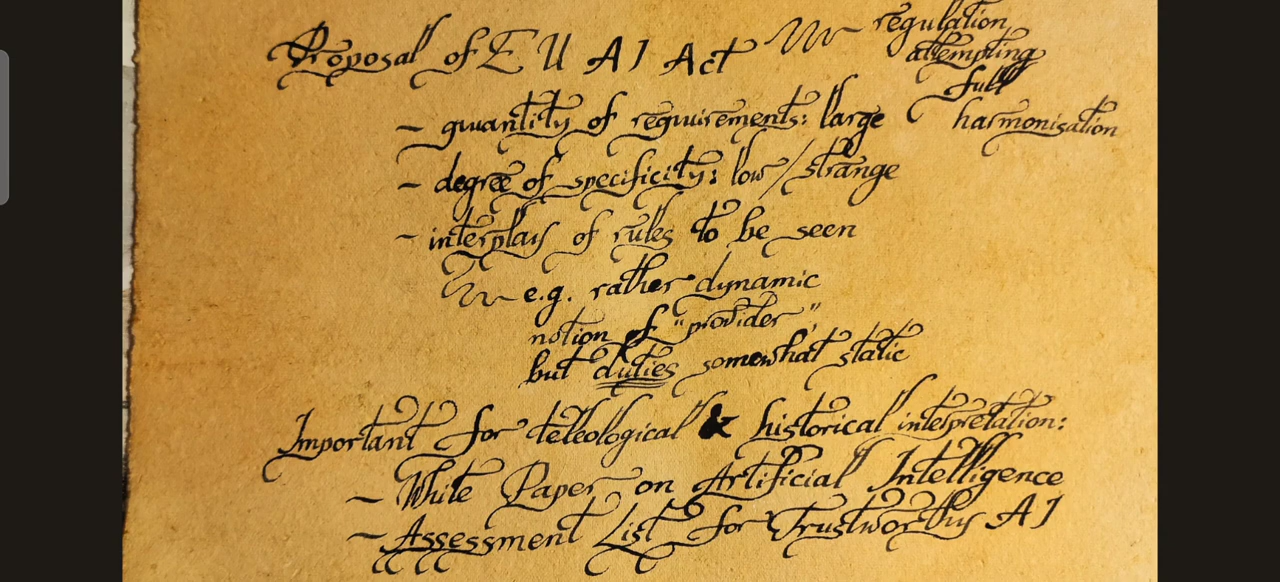 Proposal of EU AI Act ~ regulation
attempting
full
harmonisation
- quantity of requirements: large
- degree of specificity: low/strange
- interplay of rules to be seen
~ e.g. rather dynamic
notion of "provider",
but duties somewhat static
Important for teleological & historical interpretation:
- White Paper on Artificial Intelligence
- Assessment List for Trustworthy AI